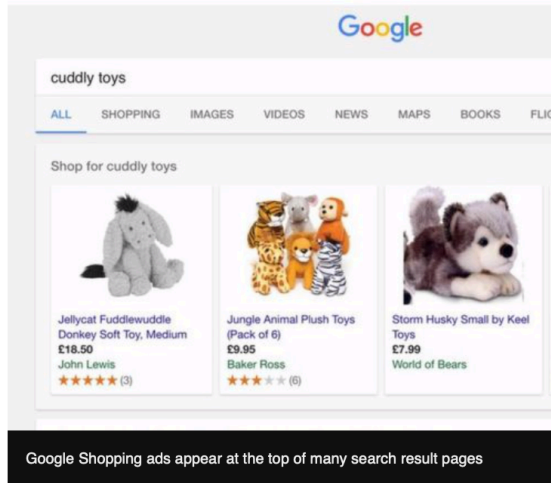 Google
cuddly toys
ALL SHOPPING IMAGES VIDEOS NEWS MAPS BOOKS
Shop for cuddly toys
Jellycat Fuddlewuddle
Donkey Soft Toy, Medium
£18.50
John Lewis
(3)
Jungle Animal Plush Toys
(Pack of 6)
£9.95
Baker Ross
(6)
Storm Husky Small by Keel
Toys
£7.99
World of Bears
Google Shopping ads appear at the top of many search result pages